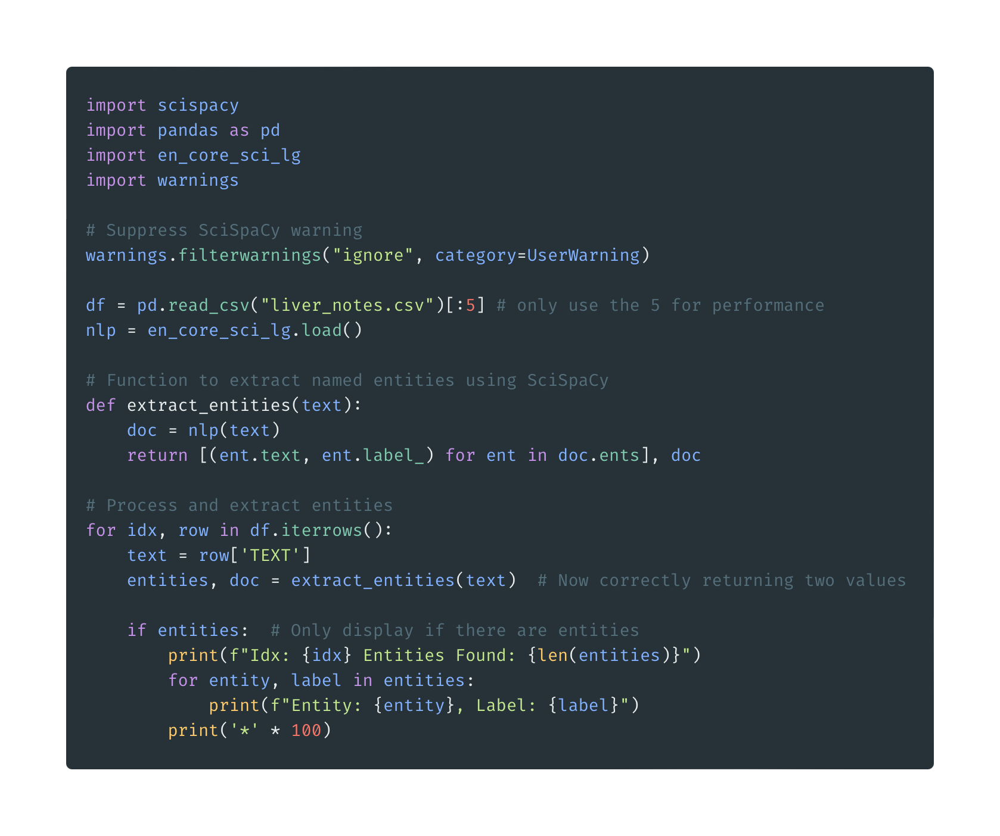 import scispacy
import pandas as pd
import en_core_sci_lg
import warnings

# Suppress SciSpaCy warning
warnings.filterwarnings("ignore", category=UserWarning)

df = pd.read_csv("liver_notes.csv")[:5] # only use the 5 for performance
nlp = en_core_sci_lg.load()

# Function to extract named entities using SciSpaCy
def extract_entities(text):
    doc = nlp(text)
    return [(ent.text, ent.label_) for ent in doc.ents], doc

# Process and extract entities
for idx, row in df.iterrows():
    text = row['TEXT']
    entities, doc = extract_entities(text)  # Now correctly returning two values

    if entities:  # Only display if there are entities
        print(f"Idx: {idx} Entities Found: {len(entities)}")
        for entity, label in entities:
            print(f"Entity: {entity}, Label: {label}")
        print('*' * 100)